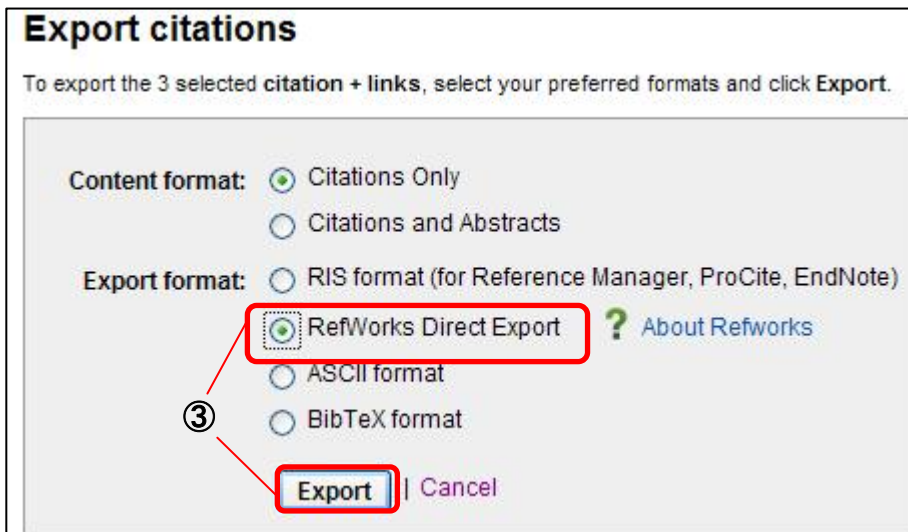 Export citations
To export the 3 selected citation + links, select your preferred formats and click Export.
Content format: Citations Only
Citations and Abstracts
Export format: RIS format (for Reference Manager, ProCite, EndNote)
RefWorks Direct Export ? About Refworks
ASCII format
③ BibTeX format
Export | Cancel